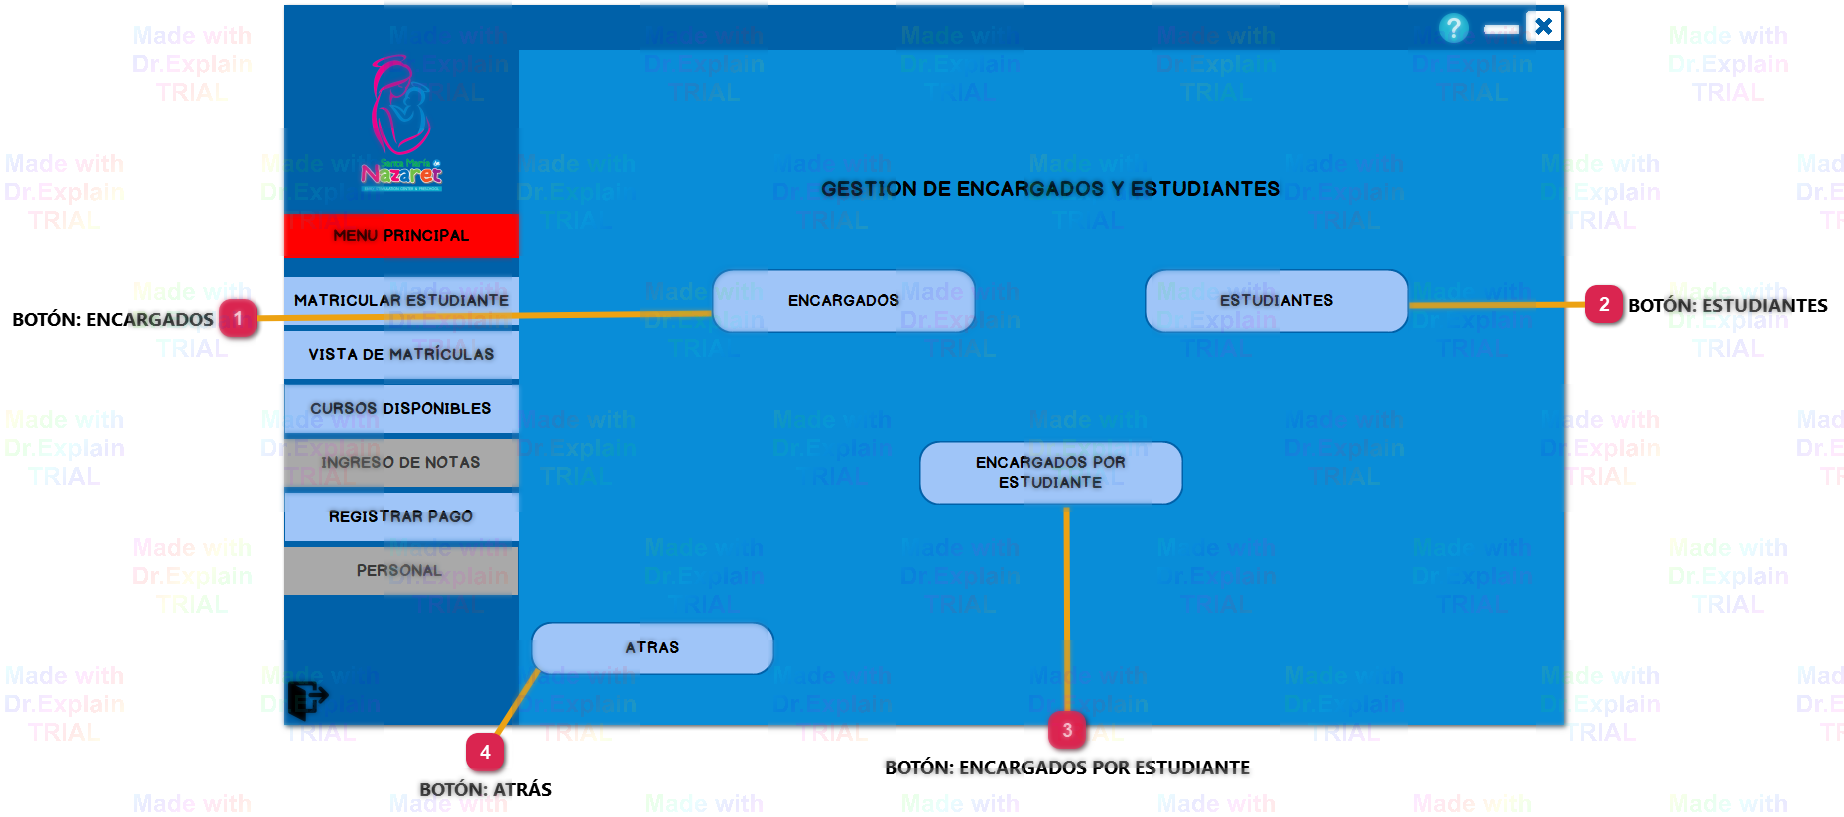 ?
Santa María de
Nazaret
GESTION DE ENCARGADOS Y ESTUDIANTES
MENU PRINCIPAL
MATRICULAR ESTUDIANTE
VISTA DE MATRÍCULAS
CURSOS DISPONIBLES
INGRESO DE NOTAS
REGISTRAR PAGO
PERSONAL
ENCARGADOS
ESTUDIANTES
ENCARGADOS POR
ESTUDIANTE
ATRAS
BOTÓN: ENCARGADOS 1
2 BOTÓN: ESTUDIANTES
3
BOTÓN: ENCARGADOS POR ESTUDIANTE
4
BOTÓN: ATRÁS
Made with
Dr.Explain
TRIAL